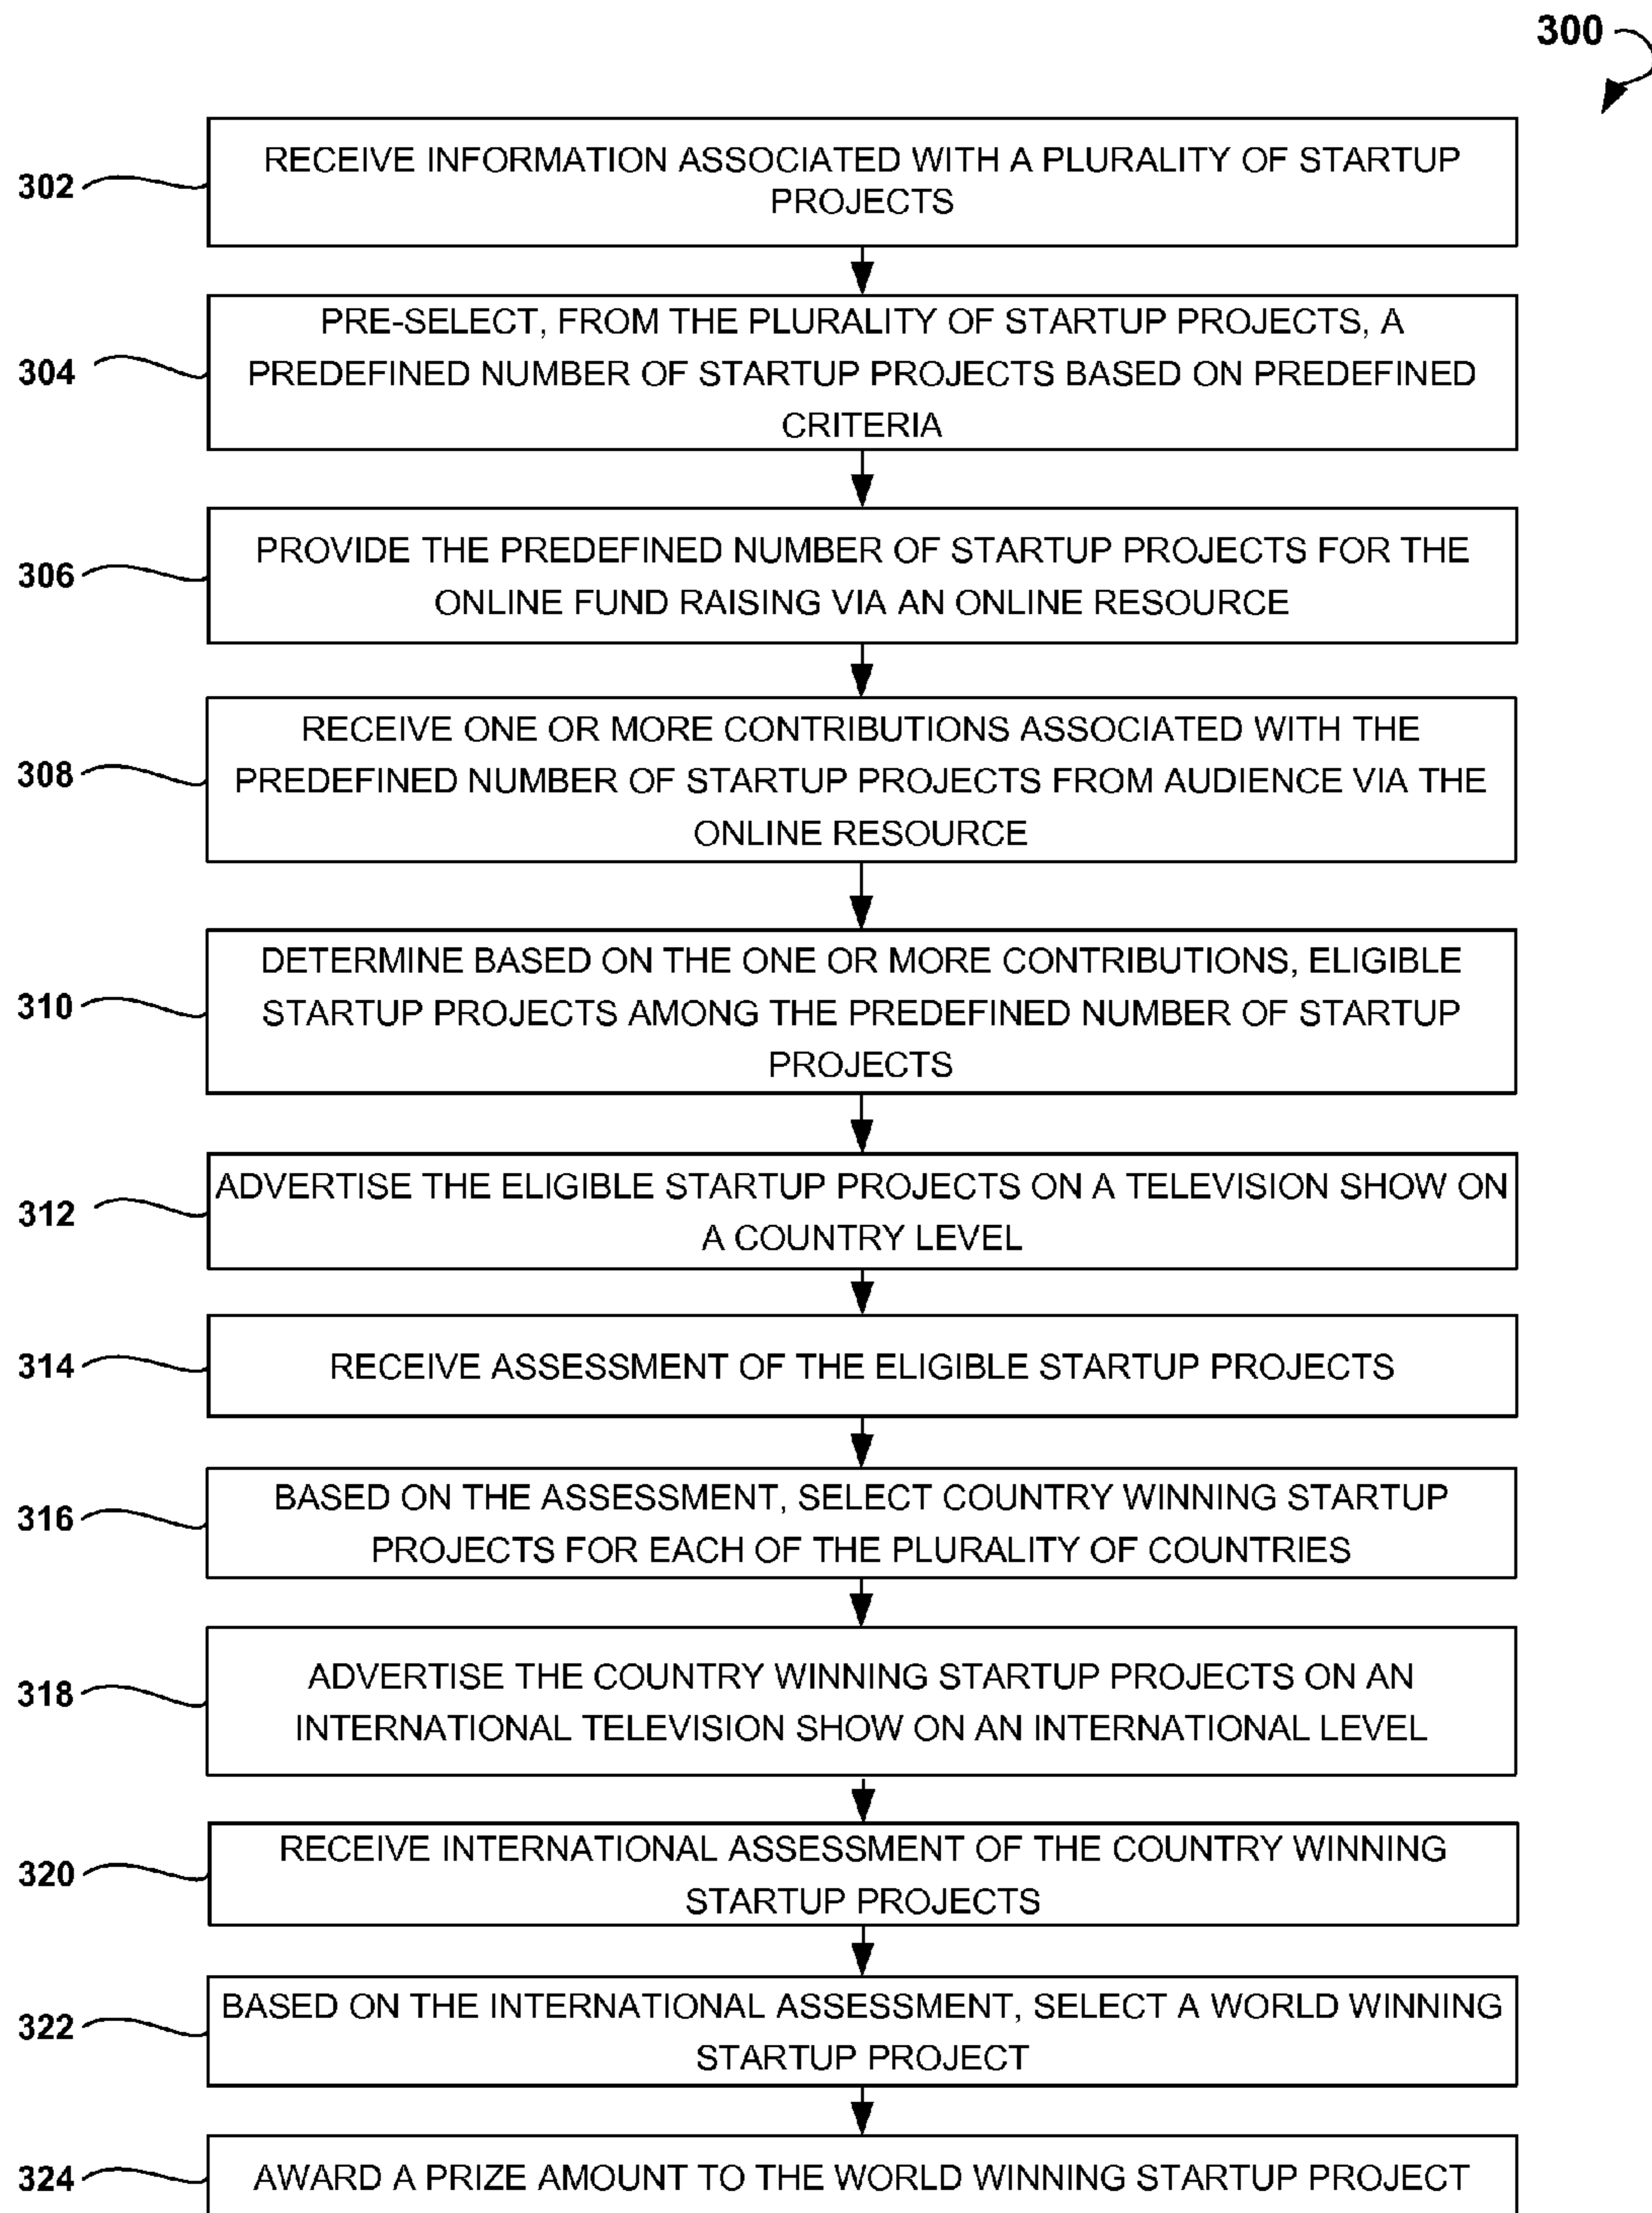 300
302
RECEIVE INFORMATION ASSOCIATED WITH A PLURALITY OF STARTUP
PROJECTS
304
PRE-SELECT, FROM THE PLURALITY OF STARTUP PROJECTS, A
PREDEFINED NUMBER OF STARTUP PROJECTS BASED ON PREDEFINED
CRITERIA
306
PROVIDE THE PREDEFINED NUMBER OF STARTUP PROJECTS FOR THE
ONLINE FUND RAISING VIA AN ONLINE RESOURCE
308
RECEIVE ONE OR MORE CONTRIBUTIONS ASSOCIATED WITH THE
PREDEFINED NUMBER OF STARTUP PROJECTS FROM AUDIENCE VIA THE
ONLINE RESOURCE
310
DETERMINE BASED ON THE ONE OR MORE CONTRIBUTIONS, ELIGIBLE
STARTUP PROJECTS AMONG THE PREDEFINED NUMBER OF STARTUP
PROJECTS
312
ADVERTISE THE ELIGIBLE STARTUP PROJECTS ON A TELEVISION SHOW ON
A COUNTRY LEVEL
314
RECEIVE ASSESSMENT OF THE ELIGIBLE STARTUP PROJECTS
316
BASED ON THE ASSESSMENT, SELECT COUNTRY WINNING STARTUP
PROJECTS FOR EACH OF THE PLURALITY OF COUNTRIES
318
ADVERTISE THE COUNTRY WINNING STARTUP PROJECTS ON AN
INTERNATIONAL TELEVISION SHOW ON AN INTERNATIONAL LEVEL
320
RECEIVE INTERNATIONAL ASSESSMENT OF THE COUNTRY WINNING
STARTUP PROJECTS
322
BASED ON THE INTERNATIONAL ASSESSMENT, SELECT A WORLD WINNING
STARTUP PROJECT
324
AWARD A PRIZE AMOUNT TO THE WORLD WINNING STARTUP PROJECT